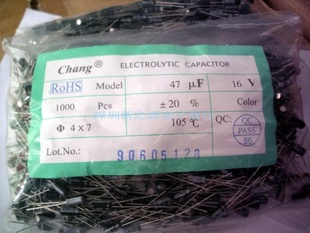 Chang® ELECTROLYTIC CAPACITOR
RoHS Model 47 μF 16 V
1000 Pcs ±20 % Color
Φ 4×7 105℃ QC: QC PASS
Lot.No: 90605120